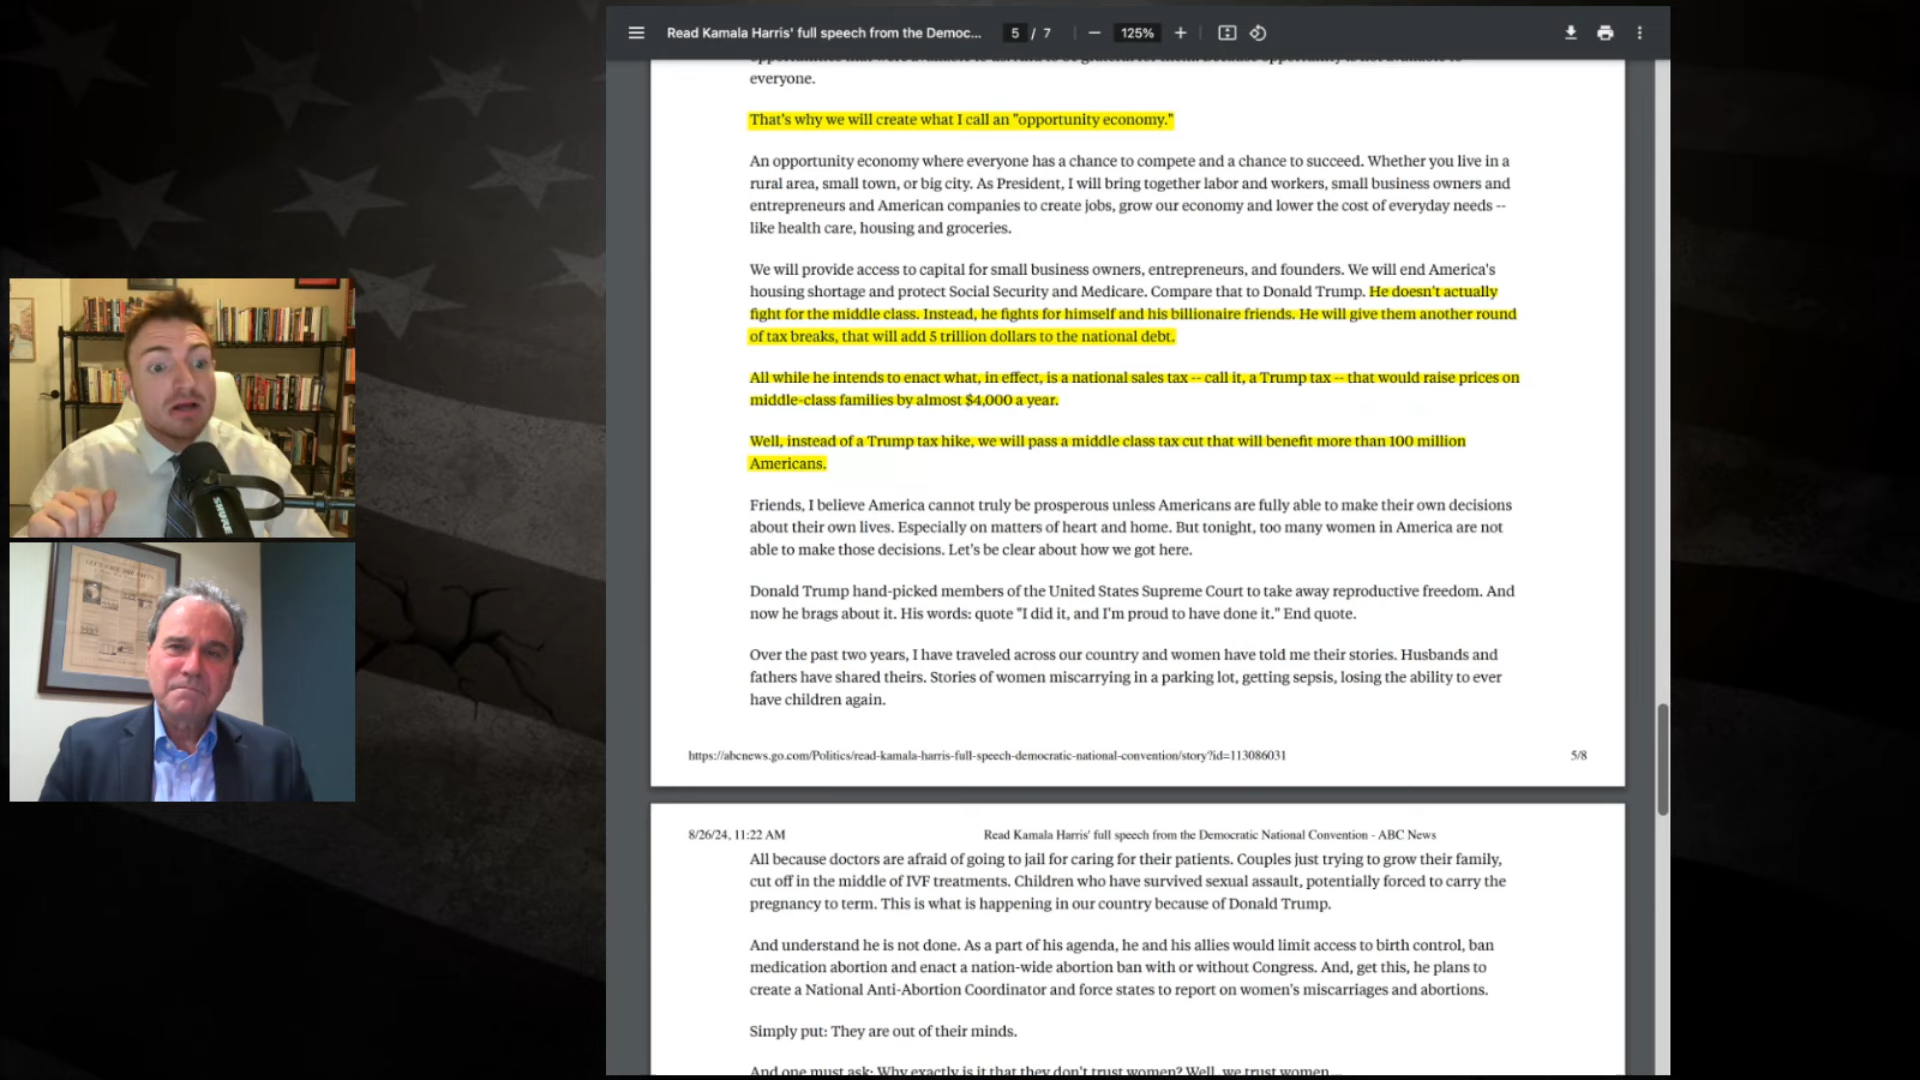 Read Kamala Harris' full speech from the Democ... 5 / 7 125%
everyone.
That's why we will create what I call an "opportunity economy."
An opportunity economy where everyone has a chance to compete and a chance to succeed. Whether you live in a
rural area, small town, or big city. As President, I will bring together labor and workers, small business owners and
entrepreneurs and American companies to create jobs, grow our economy and lower the cost of everyday needs --
like health care, housing and groceries.
We will provide access to capital for small business owners, entrepreneurs, and founders. We will end America's
housing shortage and protect Social Security and Medicare. Compare that to Donald Trump. He doesn't actually
fight for the middle class. Instead, he fights for himself and his billionaire friends. He will give them another round
of tax breaks, that will add 5 trillion dollars to the national debt.
All while he intends to enact what, in effect, is a national sales tax -- call it, a Trump tax -- that would raise prices on
middle-class families by almost $4,000 a year.
Well, instead of a Trump tax hike, we will pass a middle class tax cut that will benefit more than 100 million
Americans.
Friends, I believe America cannot truly be prosperous unless Americans are fully able to make their own decisions
about their own lives. Especially on matters of heart and home. But tonight, too many women in America are not
able to make those decisions. Let's be clear about how we got here.
Donald Trump hand-picked members of the United States Supreme Court to take away reproductive freedom. And
now he brags about it. His words: quote "I did it, and I'm proud to have done it." End quote.
Over the past two years, I have traveled across our country and women have told me their stories. Husbands and
fathers have shared theirs. Stories of women miscarrying in a parking lot, getting sepsis, losing the ability to ever
have children again.
https://abcnews.go.com/Politics/read-kamala-harris-full-speech-democratic-national-convention/story?id=113086031 5/8
8/26/24, 11:22 AM Read Kamala Harris' full speech from the Democratic National Convention - ABC News
All because doctors are afraid of going to jail for caring for their patients. Couples just trying to grow their family,
cut off in the middle of IVF treatments. Children who have survived sexual assault, potentially forced to carry the
pregnancy to term. This is what is happening in our country because of Donald Trump.
And understand he is not done. As a part of his agenda, he and his allies would limit access to birth control, ban
medication abortion and enact a nation-wide abortion ban with or without Congress. And, get this, he plans to
create a National Anti-Abortion Coordinator and force states to report on women's miscarriages and abortions.
Simply put: They are out of their minds.
And one must ask: Why exactly is it that they don't trust women? Well, we trust women.
SHURE